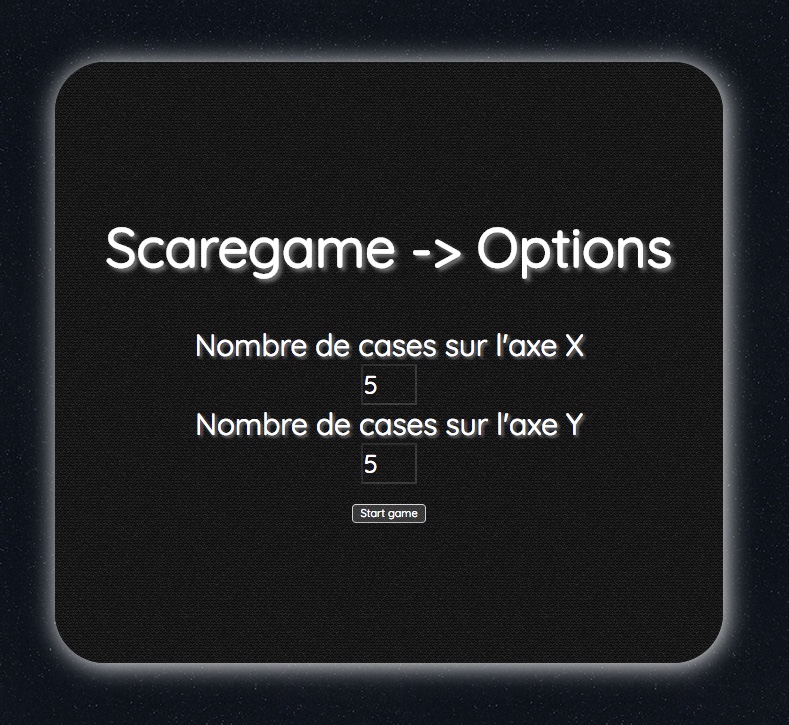 Scaregame -> Options
Nombre de cases sur l'axe X
5
Nombre de cases sur l'axe Y
5
Start game